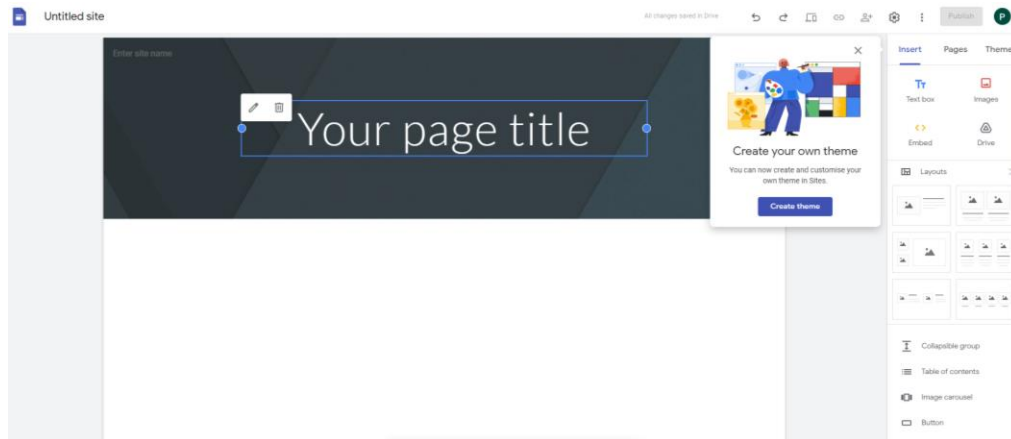 Untitled site
All changes saved in Drive
Publish
P
Enter site name
Your page title
Create your own theme
You can now create and customise your
own theme in Sites.
Create theme
Insert Pages Theme
Text box Images
Embed Drive
Layouts
Collapsible group
Table of contents
Image carousel
Button